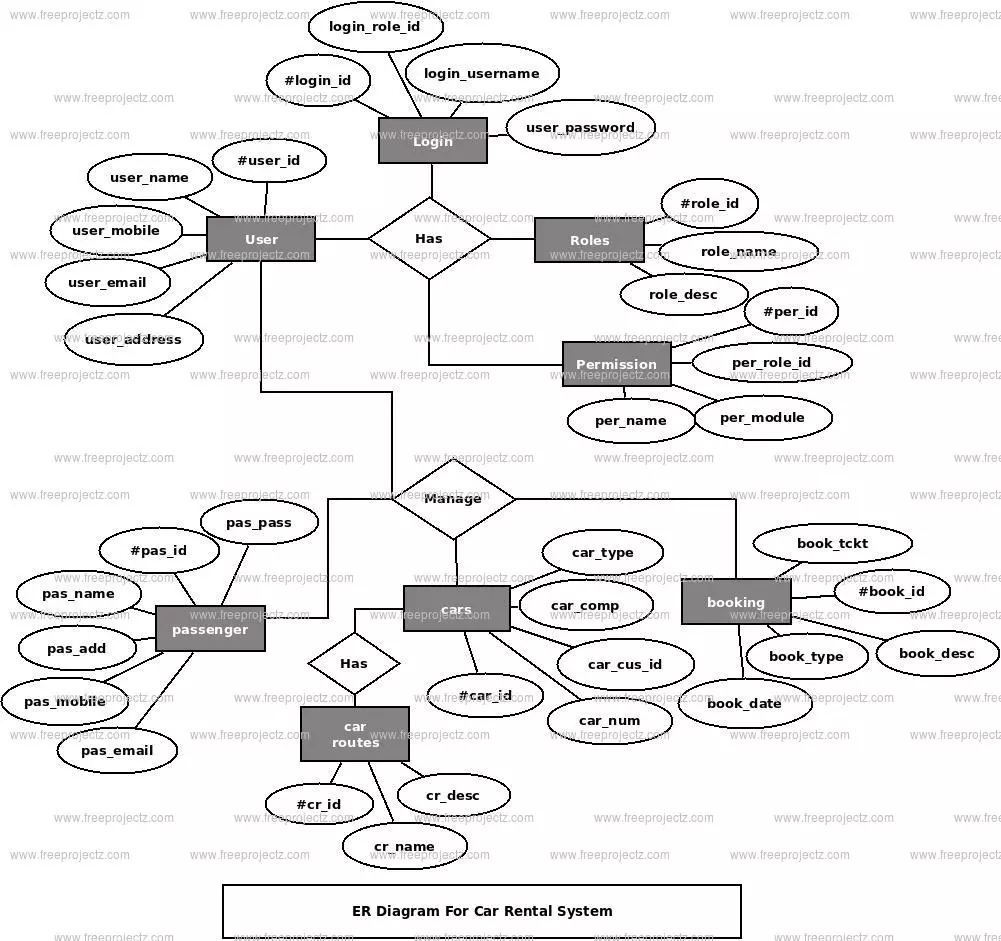 login_role_id
#login_id
login_username
user_password
Login
#user_id
user_name
user_mobile
user_email
user_address
User
Has
Roles
#role_id
role_name
role_desc
#per_id
Permission
per_role_id
per_name
per_module
Manage
pas_pass
#pas_id
pas_name
pas_add
pas_mobile
pas_email
passenger
car_type
car_comp
cars
car_cus_id
#car_id
car_num
Has
car
routes
#cr_id
cr_desc
cr_name
book_tckt
#book_id
booking
book_type
book_desc
book_date
ER Diagram For Car Rental System
www.freeprojectz.com